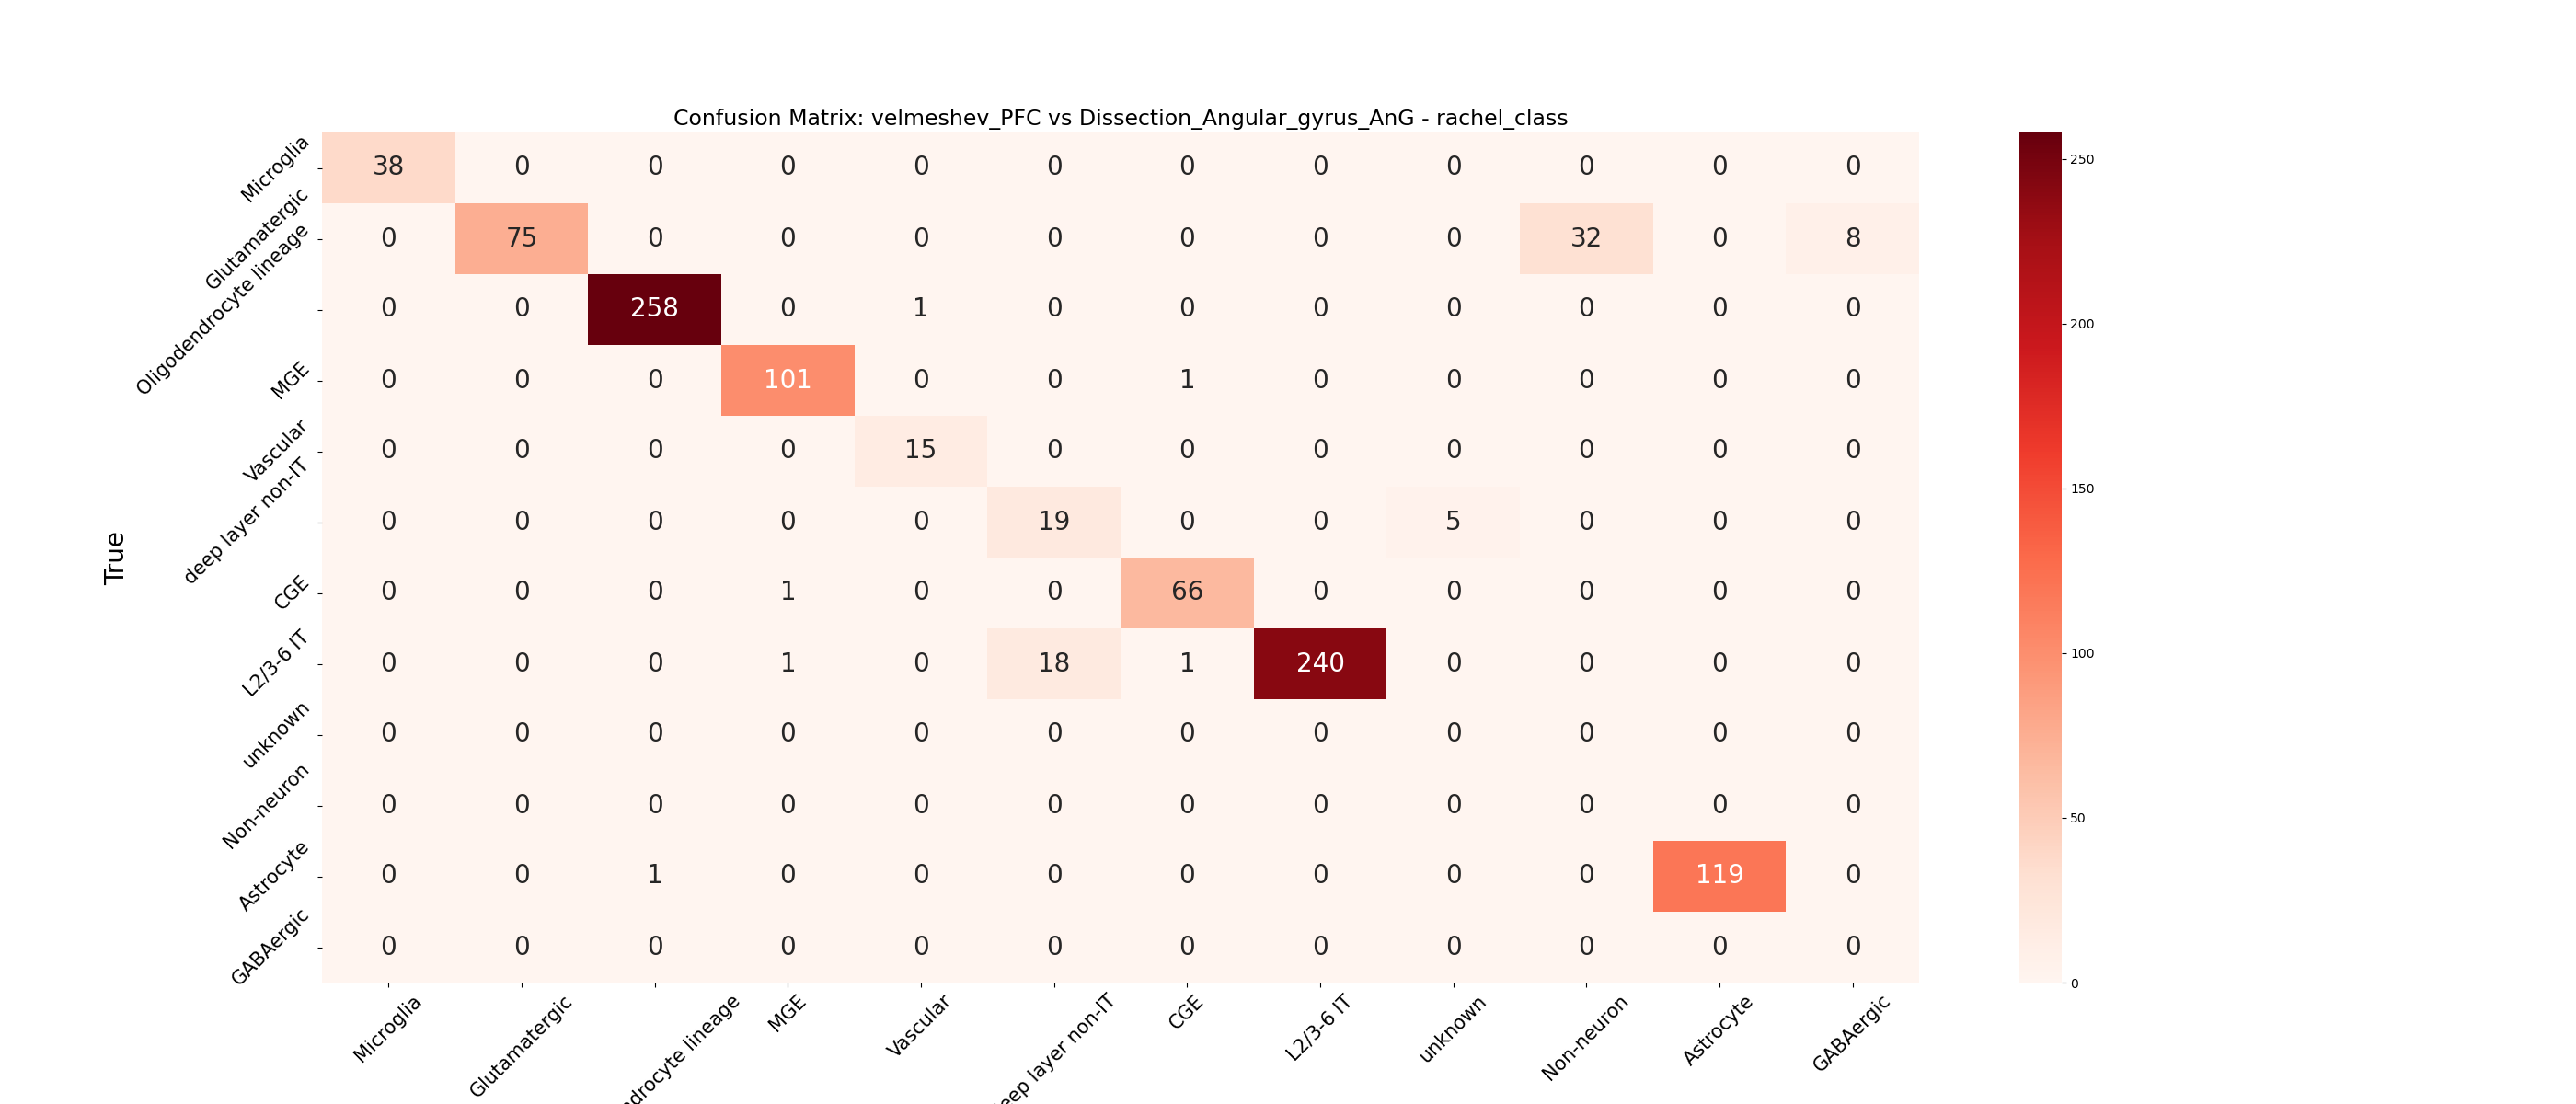 Confusion Matrix: velmeshev_PFC vs Dissection_Angular_gyrus_AnG - rachel_class
Microglia 38 0 0 0 0 0 0 0 0 0 0 0
Glutamatergic 0 75 0 0 0 0 0 0 0 32 0 8
Oligodendrocyte lineage 0 0 258 0 1 0 0 0 0 0 0 0
MGE 0 0 0 101 0 0 1 0 0 0 0 0
Vascular 0 0 0 0 15 0 0 0 0 0 0 0
deep layer non-IT 0 0 0 0 0 19 0 0 5 0 0 0
CGE 0 0 0 1 0 0 66 0 0 0 0 0
L2/3-6 IT 0 0 0 1 0 18 1 240 0 0 0 0
unknown 0 0 0 0 0 0 0 0 0 0 0 0
Non-neuron 0 0 0 0 0 0 0 0 0 0 0 0
Astrocyte 0 0 1 0 0 0 0 0 0 0 119 0
GABAergic 0 0 0 0 0 0 0 0 0 0 0 0
True
Microglia
Glutamatergic
ndrocyte lineage
MGE
Vascular
eep layer non-IT
CGE
L2/3-6 IT
unknown
Non-neuron
Astrocyte
GABAergic
250
200
150
100
50
0